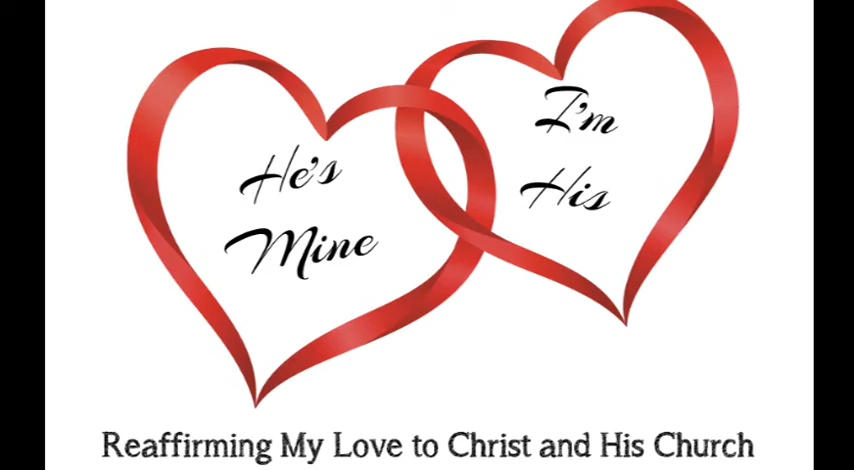 He's
Mine
I'm
His
Reaffirming My Love to Christ and His Church